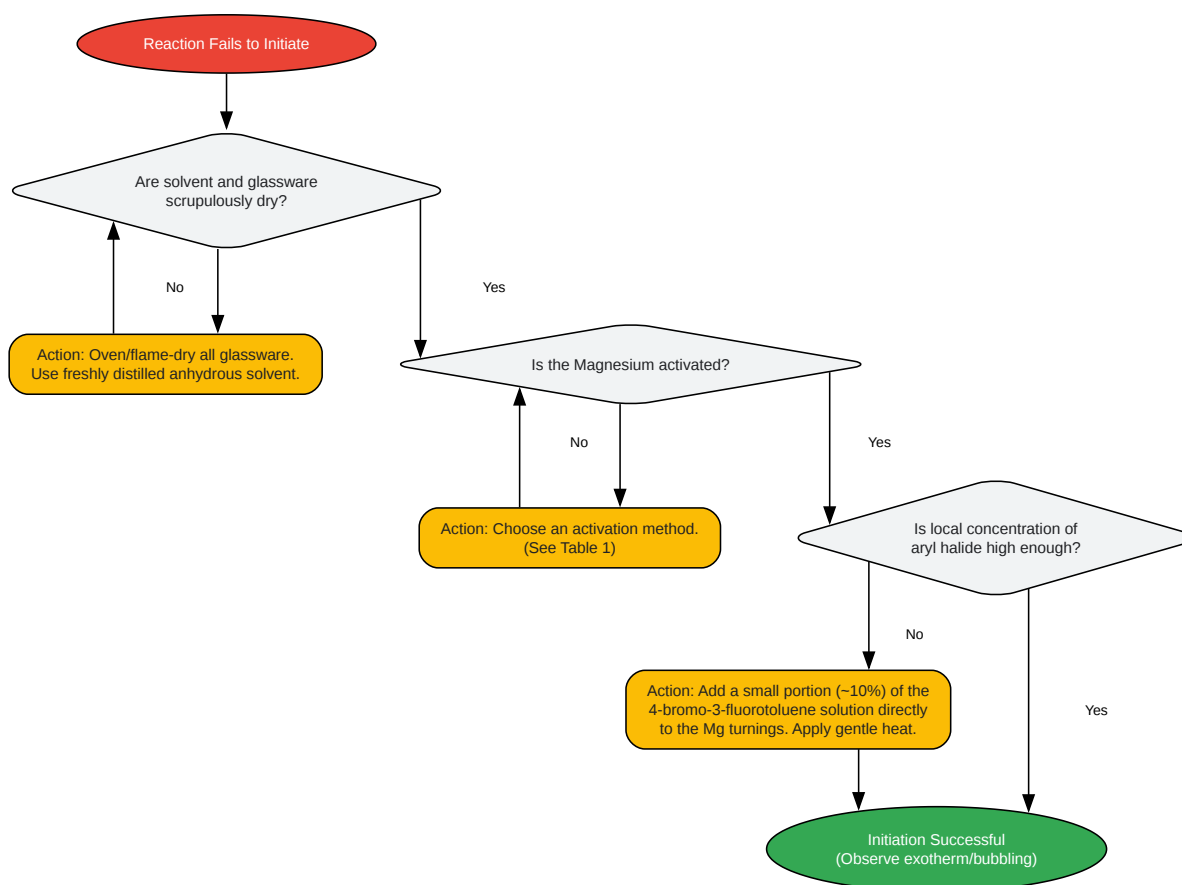 Reaction Fails to Initiate
Are solvent and glassware
scrupulously dry?
No
Yes
Action: Oven/flame-dry all glassware.
Use freshly distilled anhydrous solvent.
Is the Magnesium activated?
No
Yes
Action: Choose an activation method.
(See Table 1)
Is local concentration of
aryl halide high enough?
No
Yes
Action: Add a small portion (~10%) of the
4-bromo-3-fluorotoluene solution directly
to the Mg turnings. Apply gentle heat.
Initiation Successful
(Observe exotherm/bubbling)